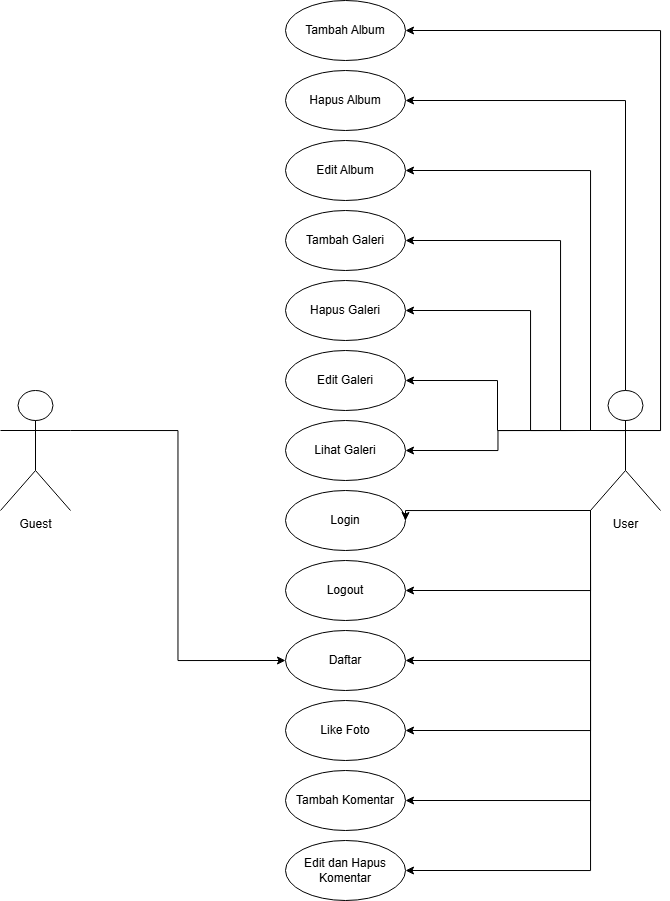 Tambah Album
Hapus Album
Edit Album
Tambah Galeri
Hapus Galeri
Edit Galeri
Lihat Galeri
Guest
Login
User
Logout
Daftar
Like Foto
Tambah Komentar
Edit dan Hapus
Komentar